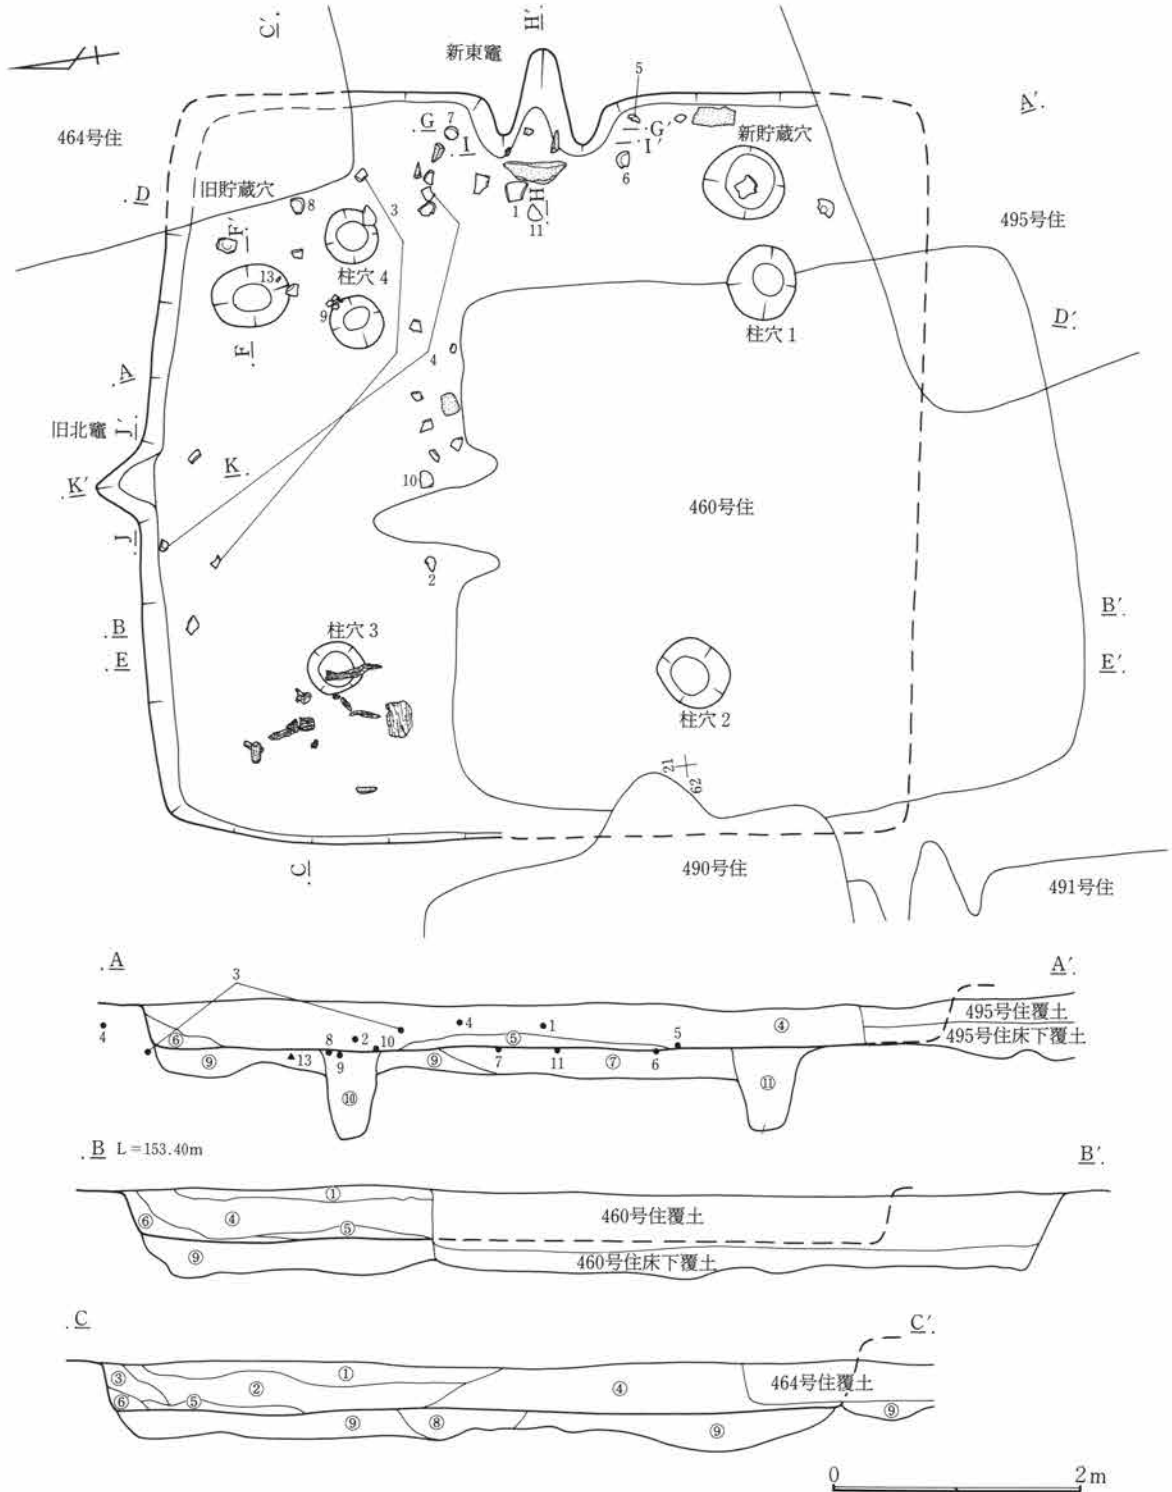 C′.
H′
新東竈
5
A′.
464号住
G
7
G′
I
I′
新貯蔵穴
D
旧貯蔵穴
8
3
H
1
6
11
F′
495号住
13
柱穴4
9
D′.
F
柱穴1
4
A
旧北竈
J′
K
K′
10
460号住
J
2
B′.
B
柱穴3
E
E′.
柱穴2
21
62
C
490号住
491号住
A
3
A′.
4
1
④
495号住覆土
4
⑥
8
2
10
⑤
5
495号住床下覆土
⑨
13
9
⑨
7
11
⑦
6
⑩
⑪
B L=153.40m
B′.
①
⑥
④
⑤
460号住覆土
⑨
460号住床下覆土
C
C′.
③
①
②
④
464号住覆土
⑥
⑤
⑨
⑧
⑨
⑨
0
2m